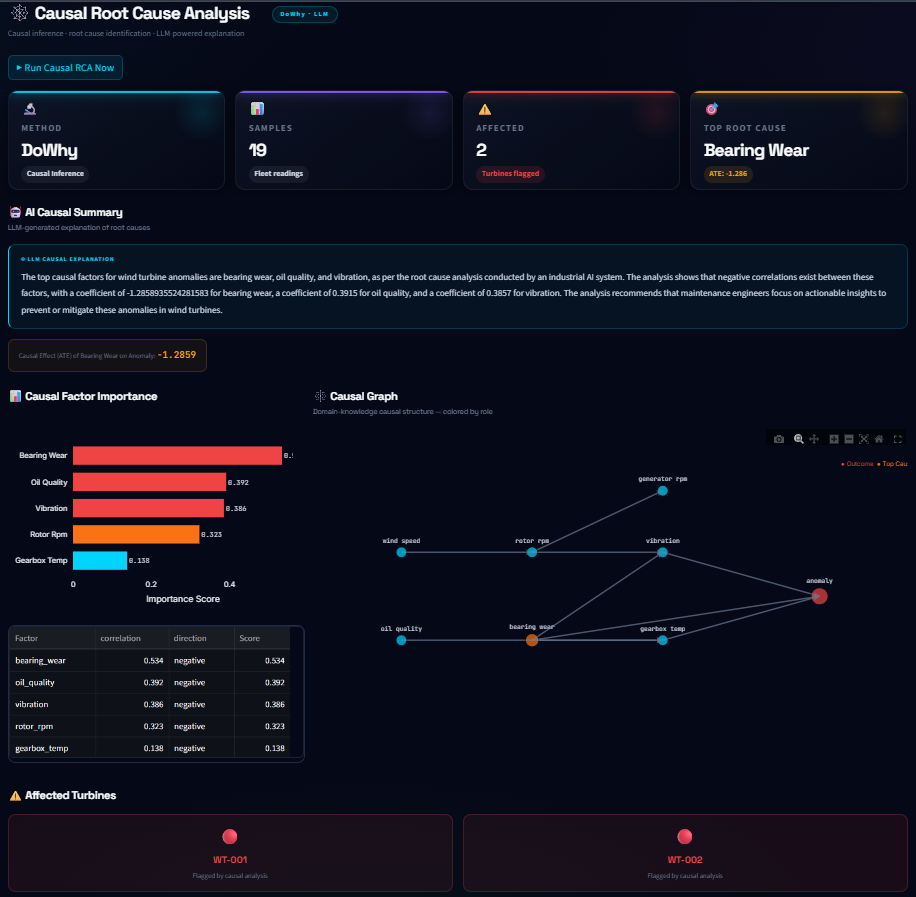 Causal Root Cause Analysis
DoWhy · LLM
Causal inference · root cause identification · LLM-powered explanation
▶ Run Causal RCA Now
METHOD
DoWhy
Causal Inference
SAMPLES
19
Fleet readings
AFFECTED
2
Turbines flagged
TOP ROOT CAUSE
Bearing Wear
ATE: -1.286
AI Causal Summary
LLM-generated explanation of root causes
LLM CAUSAL EXPLANATION
The top causal factors for wind turbine anomalies are bearing wear, oil quality, and vibration, as per the root cause analysis conducted by an industrial AI system. The analysis shows that negative correlations exist between these
factors, with a coefficient of -1.2858935524281583 for bearing wear, a coefficient of 0.3915 for oil quality, and a coefficient of 0.3857 for vibration. The analysis recommends that maintenance engineers focus on actionable insights to
prevent or mitigate these anomalies in wind turbines.
Causal Effect (ATE) of Bearing Wear on Anomaly: -1.2859
Causal Factor Importance
Bearing Wear
Oil Quality 0.392
Vibration 0.386
Rotor Rpm 0.323
Gearbox Temp 0.138
0 0.2 0.4
Importance Score
Factor correlation direction Score
bearing_wear 0.534 negative 0.534
oil_quality 0.392 negative 0.392
vibration 0.386 negative 0.386
rotor_rpm 0.323 negative 0.323
gearbox_temp 0.138 negative 0.138
Causal Graph
Domain-knowledge causal structure — colored by role
● Outcome ● Top Cau
generator rpm
wind speed rotor rpm vibration
anomaly
oil quality bearing wear gearbox temp
Affected Turbines
WT-001
Flagged by causal analysis
WT-002
Flagged by causal analysis